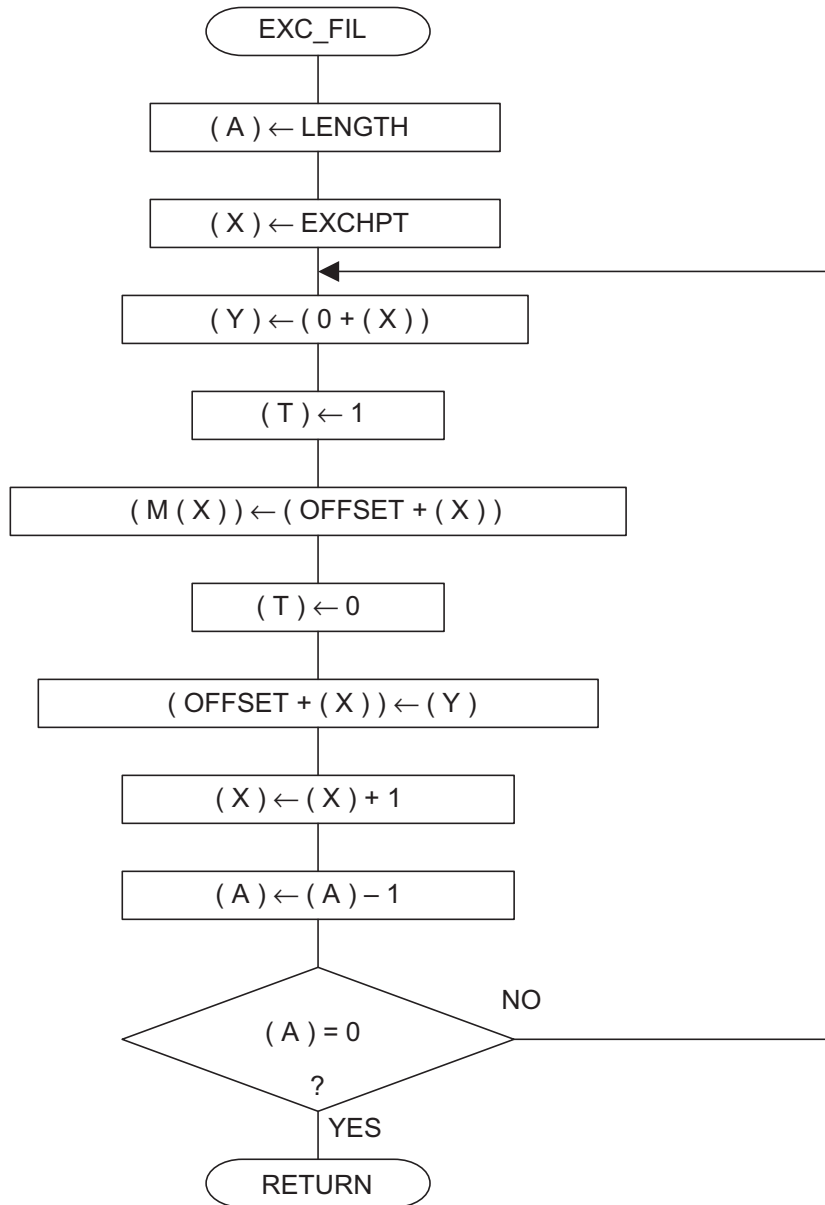 EXC_FIL
( A ) ← LENGTH
( X ) ← EXCHPT
( Y ) ← ( 0 + ( X ) )
( T ) ← 1
( M ( X ) ) ← ( OFFSET + ( X ) )
( T ) ← 0
( OFFSET + ( X ) ) ← ( Y )
( X ) ← ( X ) + 1
( A ) ← ( A ) – 1
NO
( A ) = 0
?
YES
RETURN